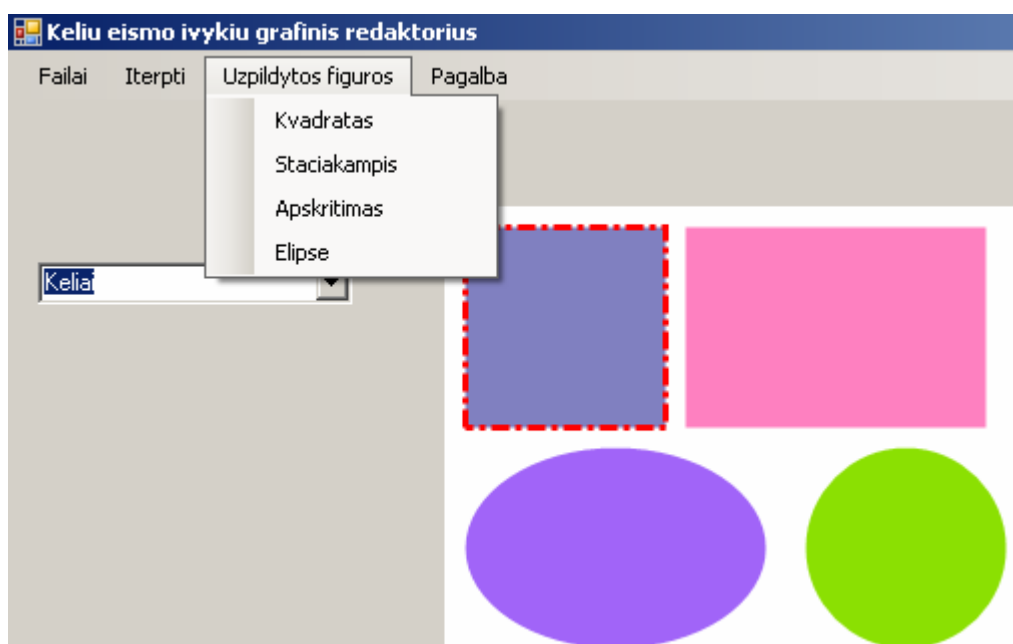 Keliu eismo ivykiu grafinis redaktorius
Failai Iterpti Uzpildytos figuros Pagalba
Kvadratas
Staciakampis
Apskritimas
Elipse
Keliai